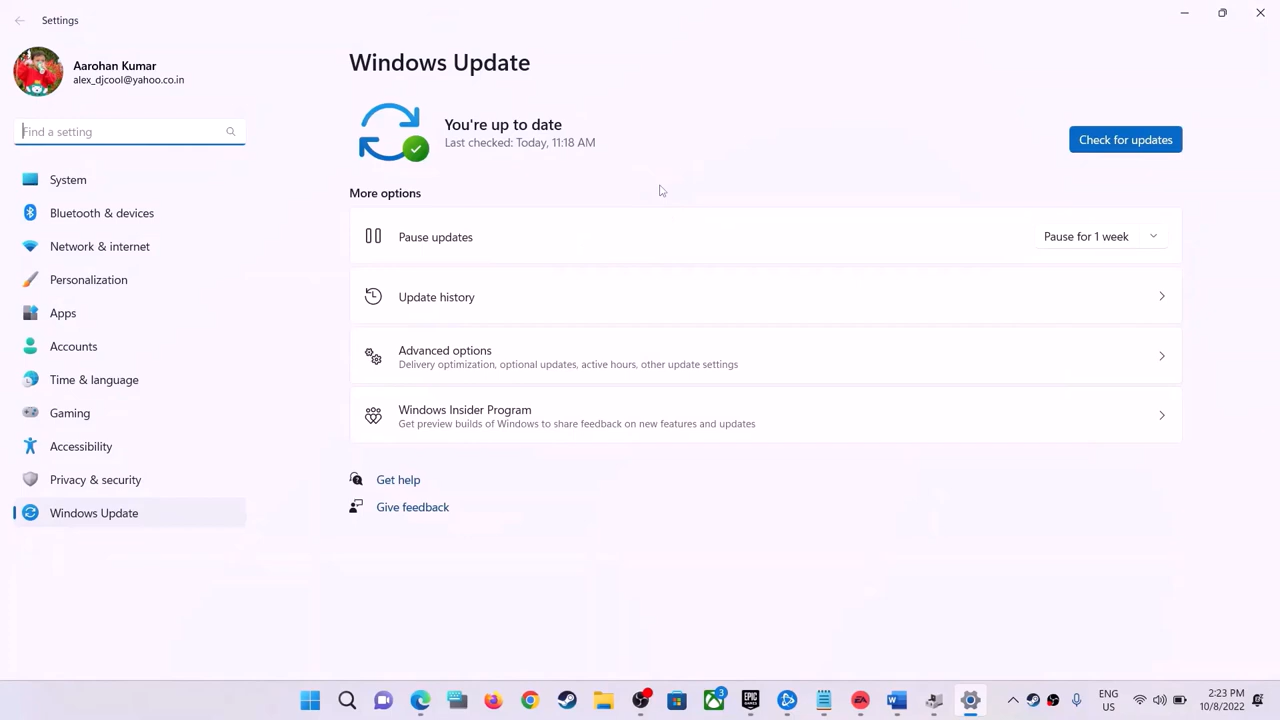 Settings
Aarohan Kumar
alex_djcool@yahoo.co.in
Find a setting
System
Bluetooth & devices
Network & internet
Personalization
Apps
Accounts
Time & language
Gaming
Accessibility
Privacy & security
Windows Update
Windows Update
You're up to date
Last checked: Today, 11:18 AM
Check for updates
More options
Pause updates
Pause for 1 week
Update history
Advanced options
Delivery optimization, optional updates, active hours, other update settings
Windows Insider Program
Get preview builds of Windows to share feedback on new features and updates
Get help
Give feedback
3
EPIC
GAMES
EA
W
ENG
US
2:23 PM
10/8/2022